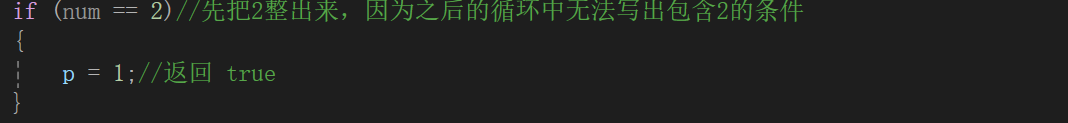 if (num == 2)//先把2整出来，因为之后的循环中无法写出包含2的条件
{
p = 1;//返回 true
}